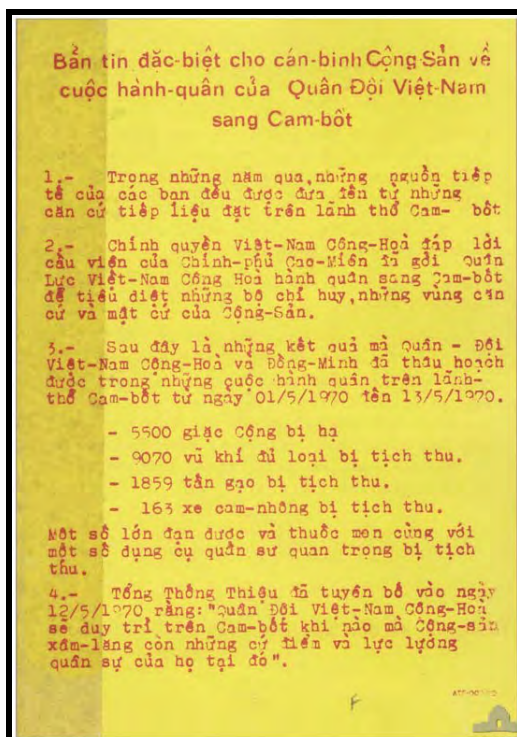 Bản tin đặc-biệt cho cán-binh Cộng Sản về
cuộc hành-quân của Quân Đội Việt-Nam
sang Cam-bốt
1.- Trong những năm qua,những nguồn tiếp
tế của các bạn đều được đưa đến từ những
căn cứ tiếp liệu đặt trên lãnh thổ Cam- bốt
2.- Chính quyền Việt-Nam Cộng-Hoà đáp lời
cầu viện của Chính-phủ Cao-Miên đã gởi Quân
Lực Việt-Nam Cộng Hoà hành quân sang Cam-bốt
để tiêu diệt những bộ chỉ huy,những vùng căn
cứ và mật cứ của Cộng-Sản.
3.- Sau đây là những kết quả mà Quân - Đội
Việt-Nam Cộng-Hoà và Đồng-Minh đã thâu hoạch
được trong những cuộc hành quân trên lãnh-
thổ Cam-bốt từ ngày 01/5/1970 đến 13/5/1970.
- 5500 giặc Cộng bị hạ
- 9070 vũ khí đủ loại bị tịch thu.
- 1859 tấn gạo bị tịch thu.
- 163 xe cam-nhông bị tịch thu.
Một số lớn đạn dược và thuốc men cùng với
một số dụng cụ quân sự quan trọng bị tịch
thu.
4.- Tổng Thống Thiệu đã tuyên bố vào ngày
12/5/1970 rằng:"Quân Đội Việt-Nam Cộng-Hoà
sẽ duy trì trên Cam-bốt khi nào mà Cộng-sản
xâm-lăng còn những cứ điểm và lực lượng
quân sự của họ tại đó".
F